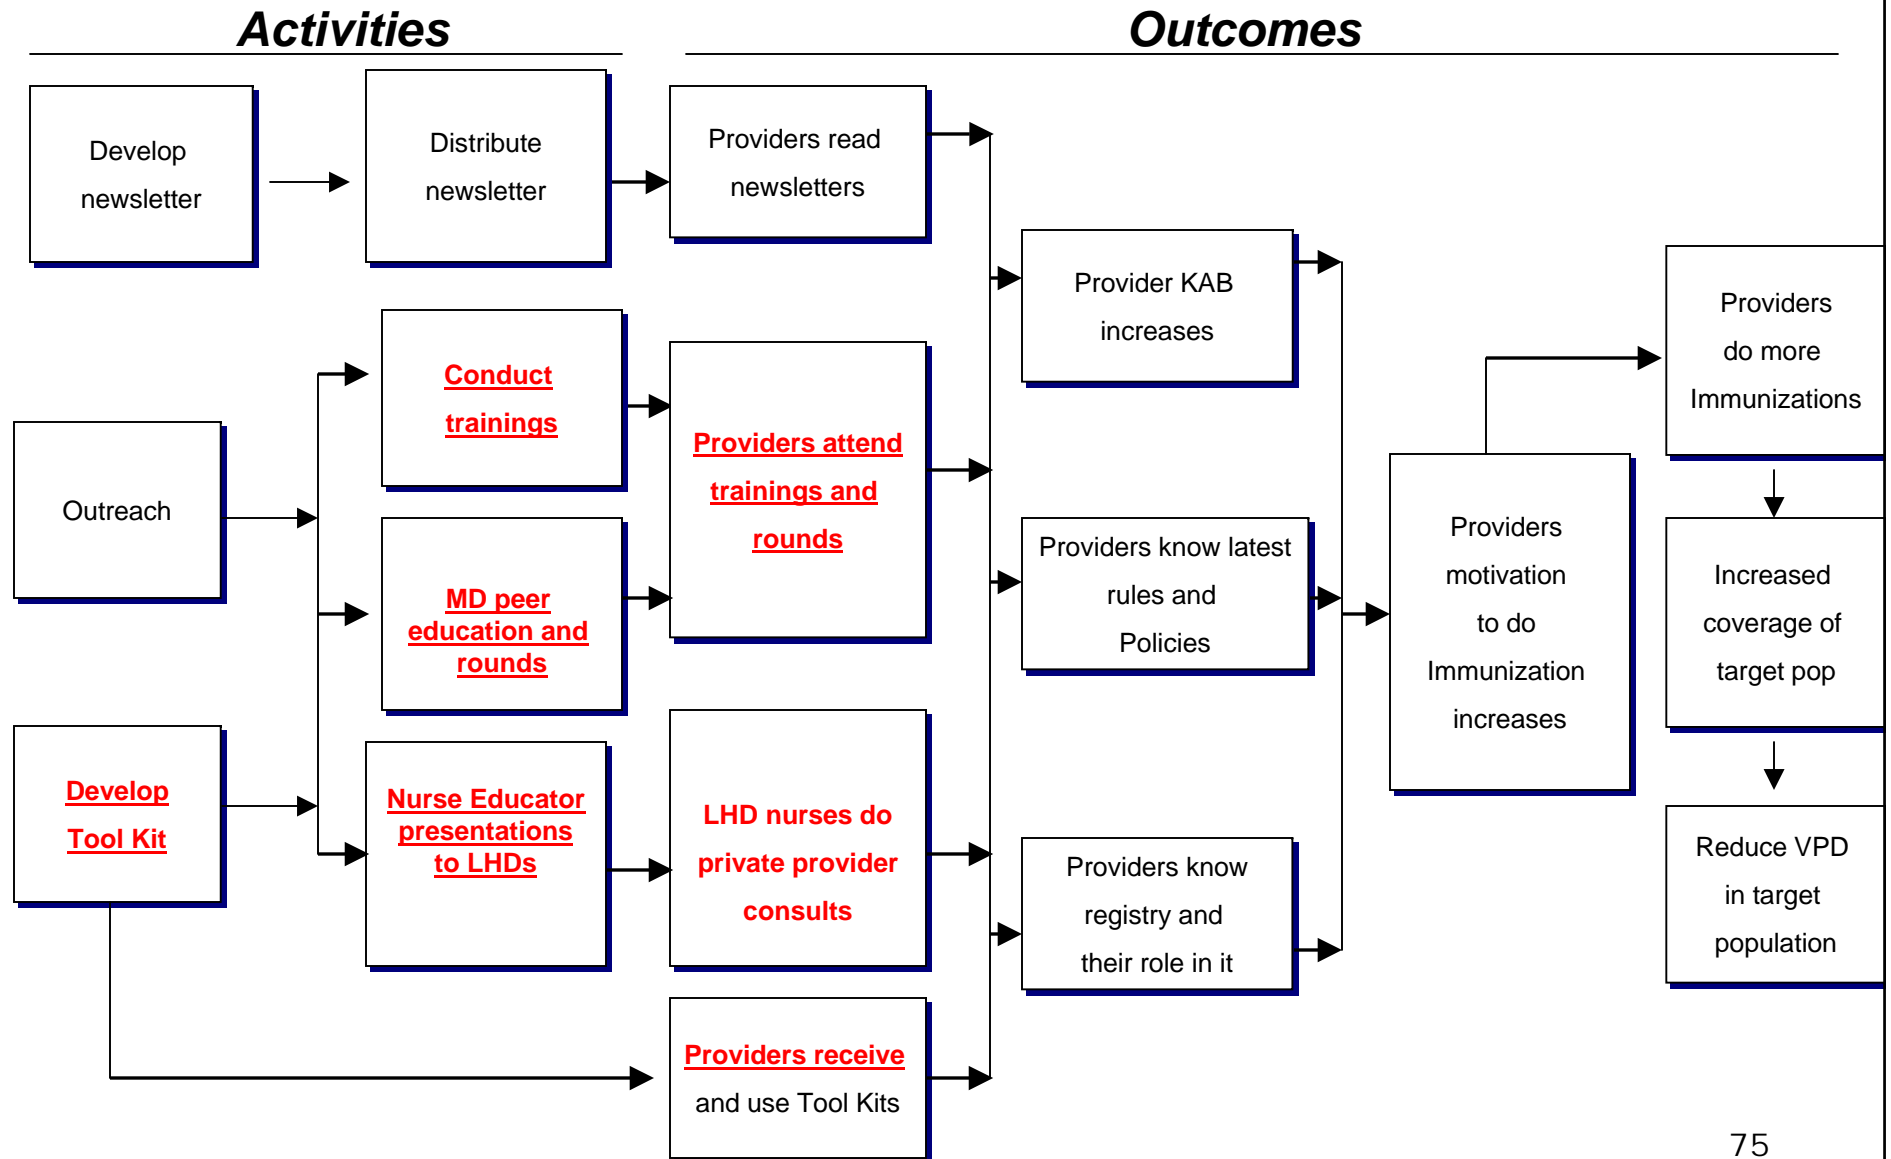 Activities
Outcomes
Develop
newsletter
Distribute
newsletter
Providers read
newsletters
Outreach
Develop
Tool Kit
Conduct
trainings
MD peer
education and
rounds
Nurse Educator
presentations
to LHDs
Providers attend
trainings and
rounds
LHD nurses do
private provider
consults
Providers receive
and use Tool Kits
Provider KAB
increases
Providers know latest
rules and
Policies
Providers know
registry and
their role in it
Providers
motivation
to do
Immunization
increases
Providers
do more
Immunizations
Increased
coverage of
target pop
Reduce VPD
in target
population
75